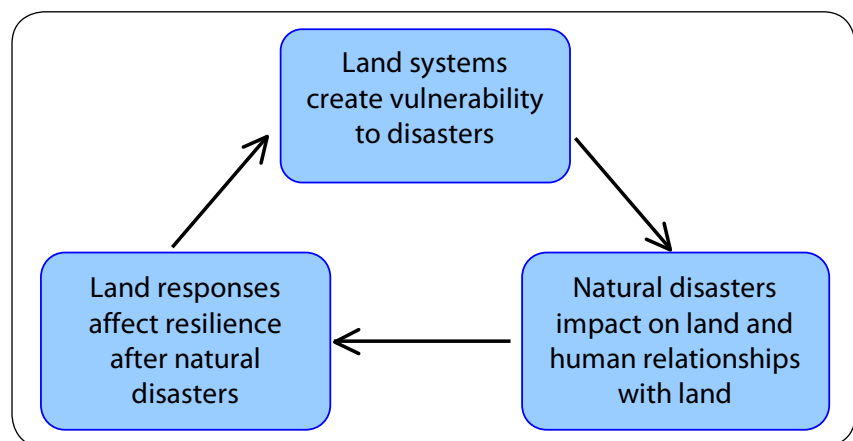 Land systems
create vulnerability
to disasters
Land responses
affect resilience
after natural
disasters
Natural disasters
impact on land and
human relationships
with land